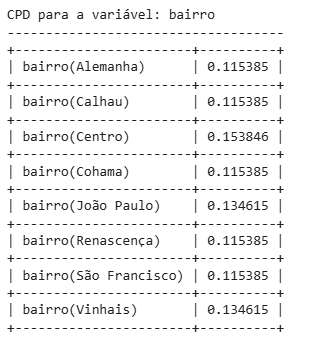 CPD para a variável: bairro
-----------------------------------
+-----------------------+----------+
| bairro(Alemanha)      | 0.115385 |
+-----------------------+----------+
| bairro(Calhau)        | 0.115385 |
+-----------------------+----------+
| bairro(Centro)        | 0.153846 |
+-----------------------+----------+
| bairro(Cohama)        | 0.115385 |
+-----------------------+----------+
| bairro(João Paulo)    | 0.134615 |
+-----------------------+----------+
| bairro(Renascença)    | 0.115385 |
+-----------------------+----------+
| bairro(São Francisco) | 0.115385 |
+-----------------------+----------+
| bairro(Vinhais)       | 0.134615 |
+-----------------------+----------+